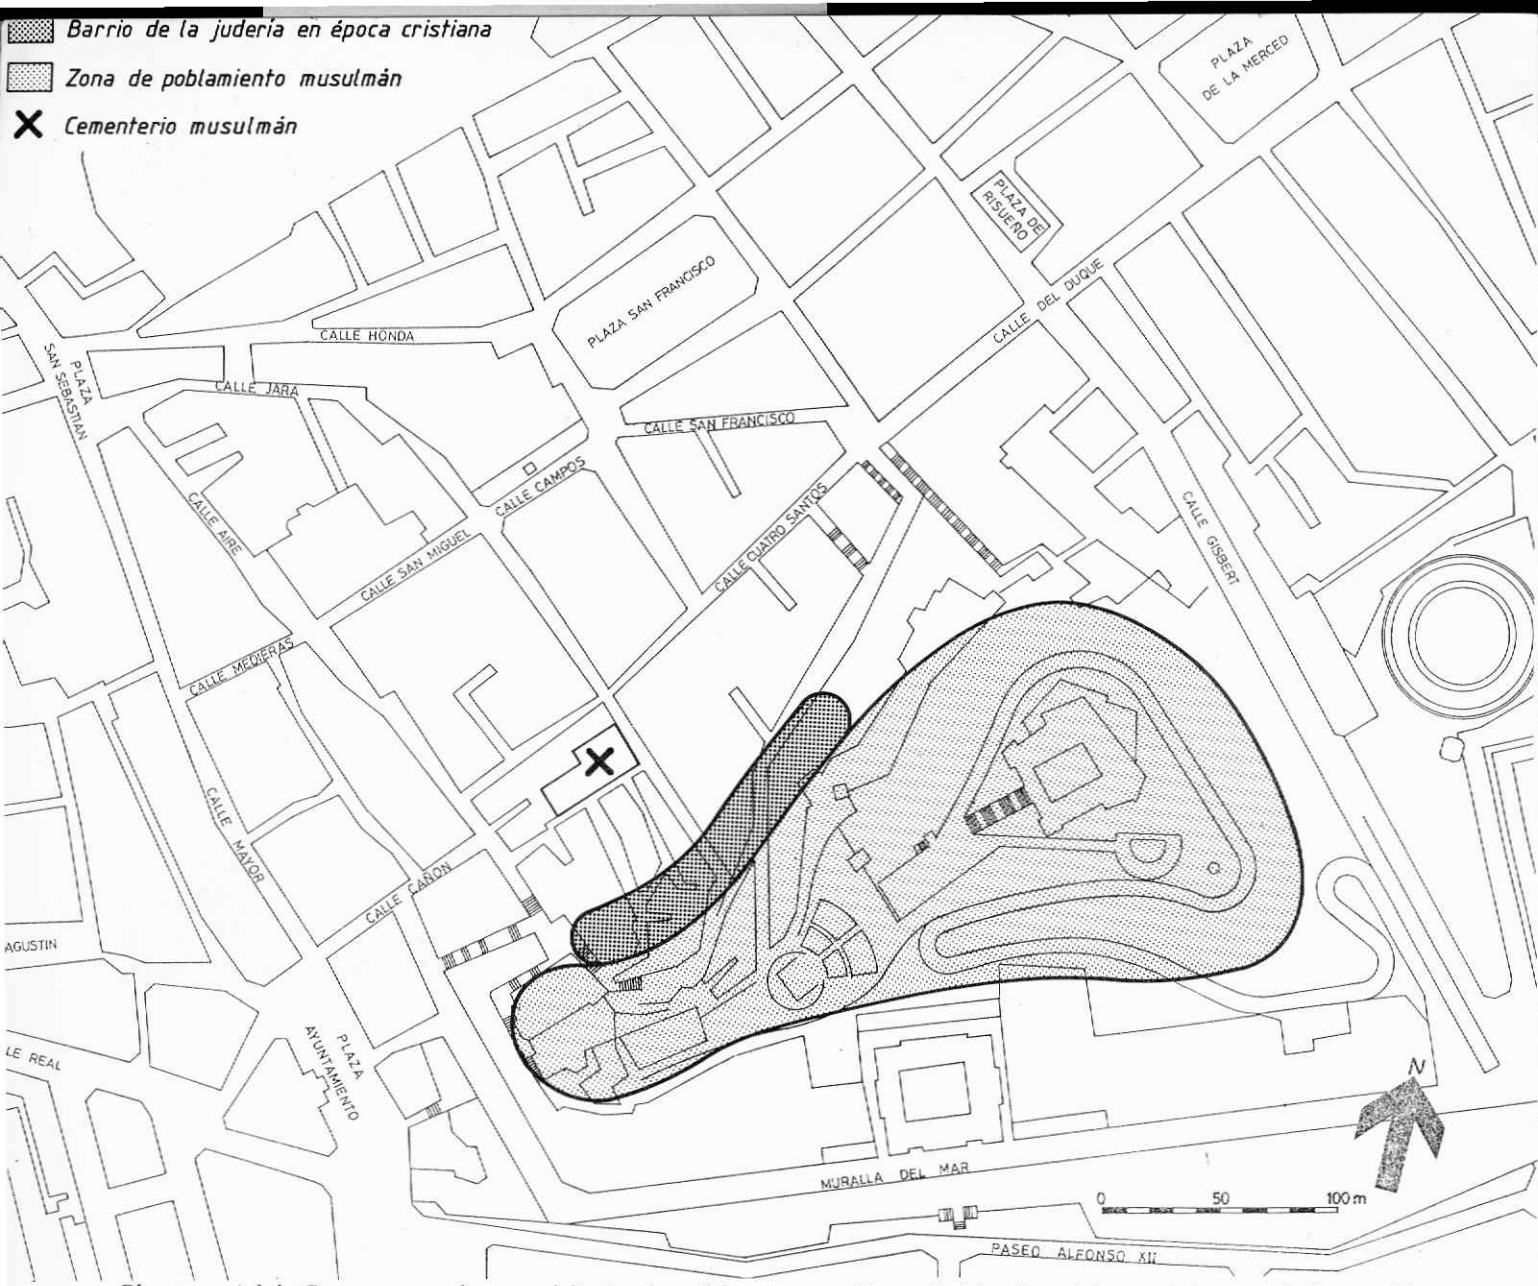 Barrio de la judería en época cristiana
Zona de poblamiento musulmán
Cementerio musulmán
PLAZA
DE LA MERCED
PLAZA DE
RISUEÑO
PLAZA SAN FRANCISCO
CALLE DEL DUQUE
CALLE HONDA
PLAZA
SAN SEBASTIAN
CALLE JARA
CALLE SAN FRANCISCO
CALLE CAMPOS
CALLE AIRE
CALLE CUATRO SANTOS
CALLE GISBERT
CALLE SAN MIGUEL
CALLE MEDIERAS
CALLE MAYOR
CALLE CAÑON
AGUSTIN
LE REAL
PLAZA
AYUNTAMIENTO
N
MURALLA DEL MAR
0 50 100 m
PASEO ALFONSO XII